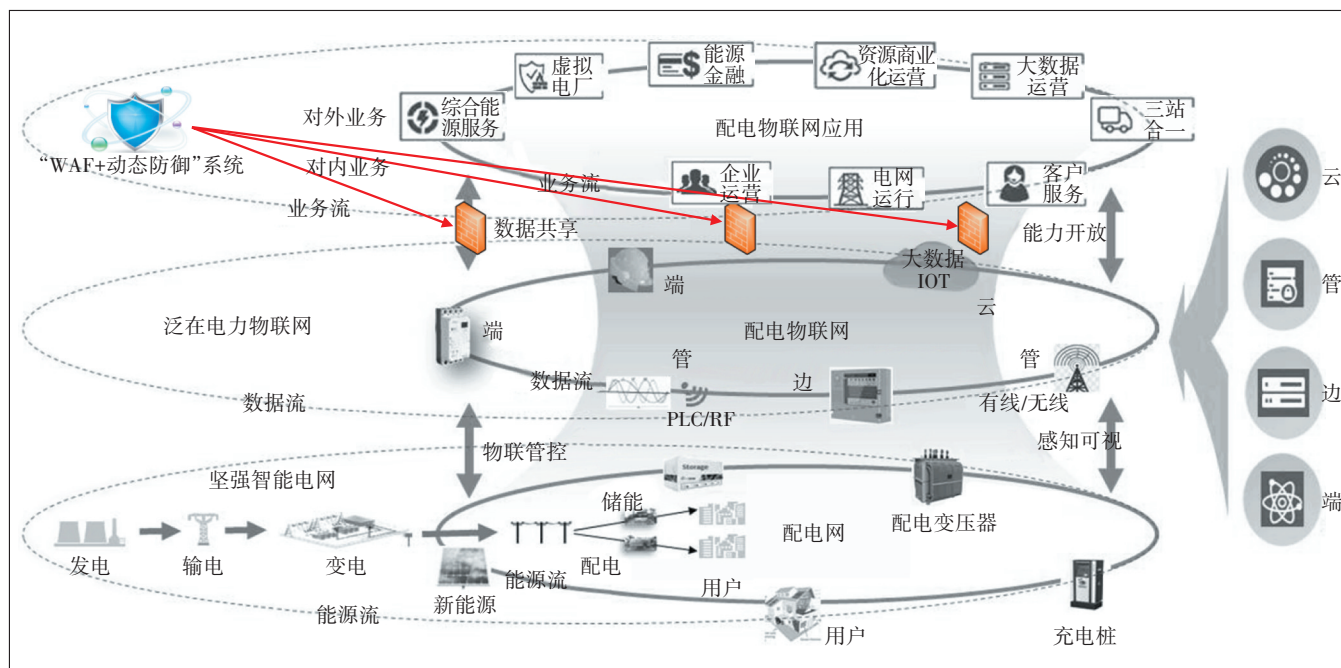 虚拟
电厂
能源
金融
资源商业
化运营
大数据
运营
对外业务
综合能
源服务
配电物联网应用
三站
合一
“WAF+动态防御”系统
对内业务
业务流
企业
运营
电网
运行
客户
服务
云
业务流
数据共享
能力开放
端
大数据
IOT
云
管
泛在电力物联网
端
配电物联网
管
管
数据流
边
边
数据流
PLC/RF
有线/无线
物联管控
感知可视
坚强智能电网
Storage
储能
配电变压器
端
配电网
发电
输电
变电
配电
用户
能源流
新能源
能源流
用户
充电桩